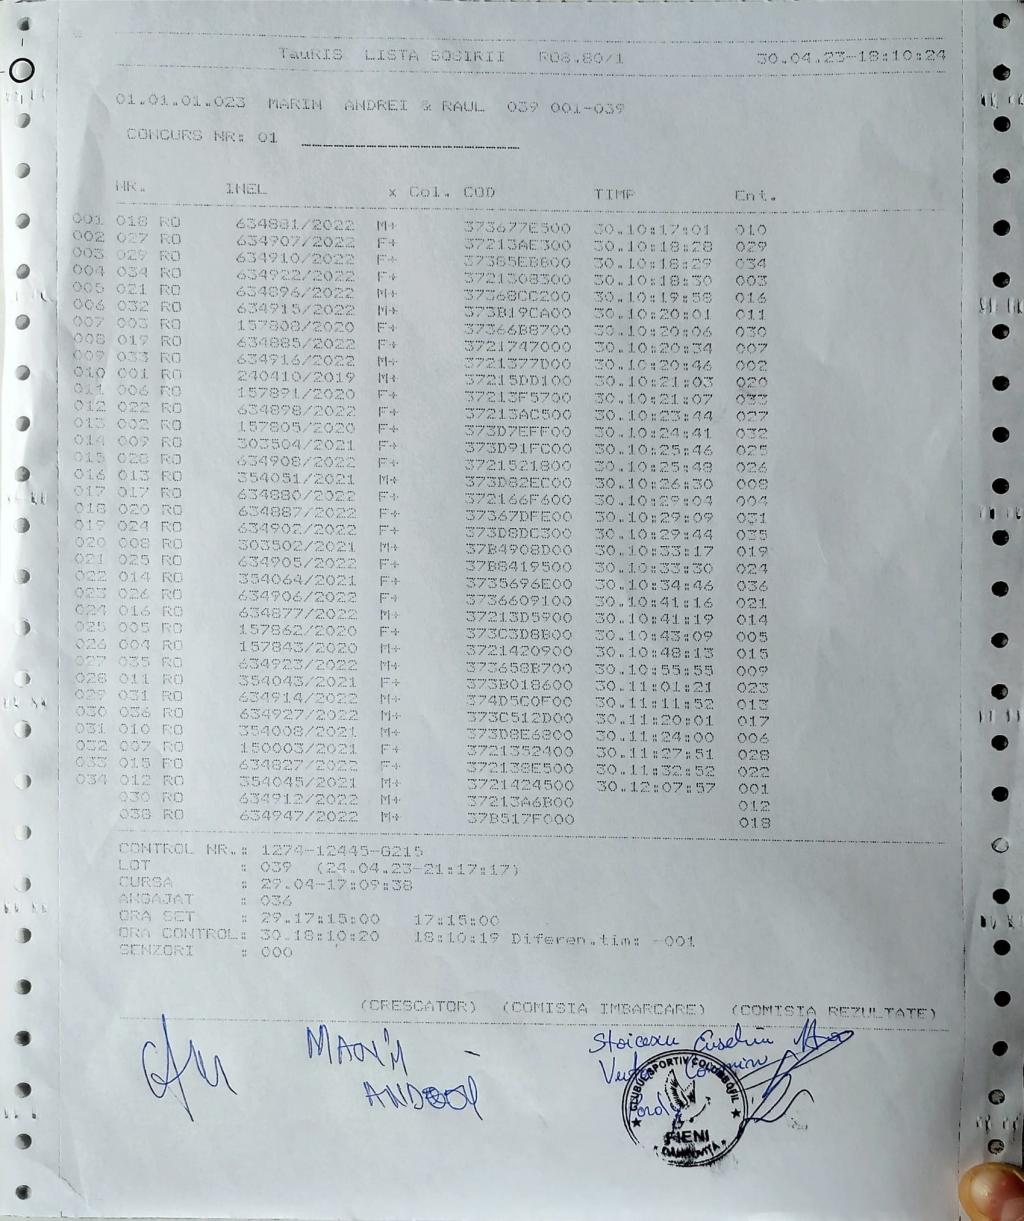 TauRIS LISTA SOSIRII R08.80/1 30.04.23-18:10:24
01.01.01.023 MARIN ANDREI & RAUL 039 001-039
CONCURS NR: 01
NR. INEL x Col. COD TIMP Ent.
001 018 RO 634881/2022 M+ 373677E500 30.10:17:01 010
002 027 RO 634907/2022 F+ 37213AE300 30.10:18:28 029
003 029 RO 634910/2022 F+ 37385EB800 30.10:18:29 034
004 034 RO 634922/2022 F+ 3721308300 30.10:18:30 003
005 021 RO 634896/2022 M+ 37368CC200 30.10:19:58 016
006 032 RO 634915/2022 M+ 373B19CA00 30.10:20:01 011
007 003 RO 157808/2020 F+ 37366B8700 30.10:20:06 030
008 019 RO 634885/2022 F+ 3721747000 30.10:20:34 007
009 033 RO 634916/2022 M+ 3721377D00 30.10:20:46 002
010 001 RO 240410/2019 M+ 37215DD100 30.10:21:03 020
011 006 RO 157891/2020 F+ 37213F5700 30.10:21:07 033
012 022 RO 634898/2022 F+ 37213AC500 30.10:23:44 027
013 002 RO 157805/2020 F+ 373D7EFF00 30.10:24:41 032
014 009 RO 303504/2021 F+ 373D91FC00 30.10:25:46 025
015 028 RO 634908/2022 F+ 3721521800 30.10:25:48 026
016 013 RO 354051/2021 M+ 373D82EC00 30.10:26:30 008
017 017 RO 634880/2022 F+ 372166F600 30.10:29:04 004
018 020 RO 634887/2022 F+ 37367DFE00 30.10:29:09 031
019 024 RO 634902/2022 F+ 373D8DC300 30.10:29:44 035
020 008 RO 303502/2021 M+ 37B4908D00 30.10:33:17 019
021 025 RO 634905/2022 F+ 37B8419500 30.10:33:30 024
022 014 RO 354064/2021 F+ 3735696E00 30.10:34:46 036
023 026 RO 634906/2022 F+ 3736609100 30.10:41:16 021
024 016 RO 634877/2022 M+ 37213D5900 30.10:41:19 014
025 005 RO 157862/2020 F+ 373C3D8B00 30.10:43:09 005
026 004 RO 157843/2020 M+ 3721420900 30.10:48:13 015
027 035 RO 634923/2022 M+ 373658B700 30.10:55:55 009
028 011 RO 354043/2021 F+ 373B018600 30.11:01:21 023
029 031 RO 634914/2022 M+ 374D5C0F00 30.11:11:52 013
030 036 RO 634927/2022 M+ 373C512D00 30.11:20:01 017
031 010 RO 354008/2021 M+ 373D8E6800 30.11:24:00 006
032 007 RO 150003/2021 F+ 3721352400 30.11:27:51 028
033 015 RO 634827/2022 F+ 372138E500 30.11:32:52 022
034 012 RO 354045/2021 M+ 3721424500 30.12:07:57 001
030 RO 634912/2022 M+ 37213A6B00 012
038 RO 634947/2022 M+ 37B517F000 018
CONTROL NR.: 1274-12445-G215
LOT : 039 (24.04.23-21:17:17)
CURSA : 29.04-17:09:38
ANGAJAT : 036
ORA SET : 29.17:15:00 17:15:00
ORA CONTROL: 30.18:10:20 18:10:19 Diferen.tim: -001
SENZORI : 000
(CRESCATOR) (COMISIA IMBARCARE) (COMISIA REZULTATE)
MARIN
ANDREI
Stoicescu
CLUBUL SPORTIV COLUMBOFIL
FIENI
DAMBOVITA